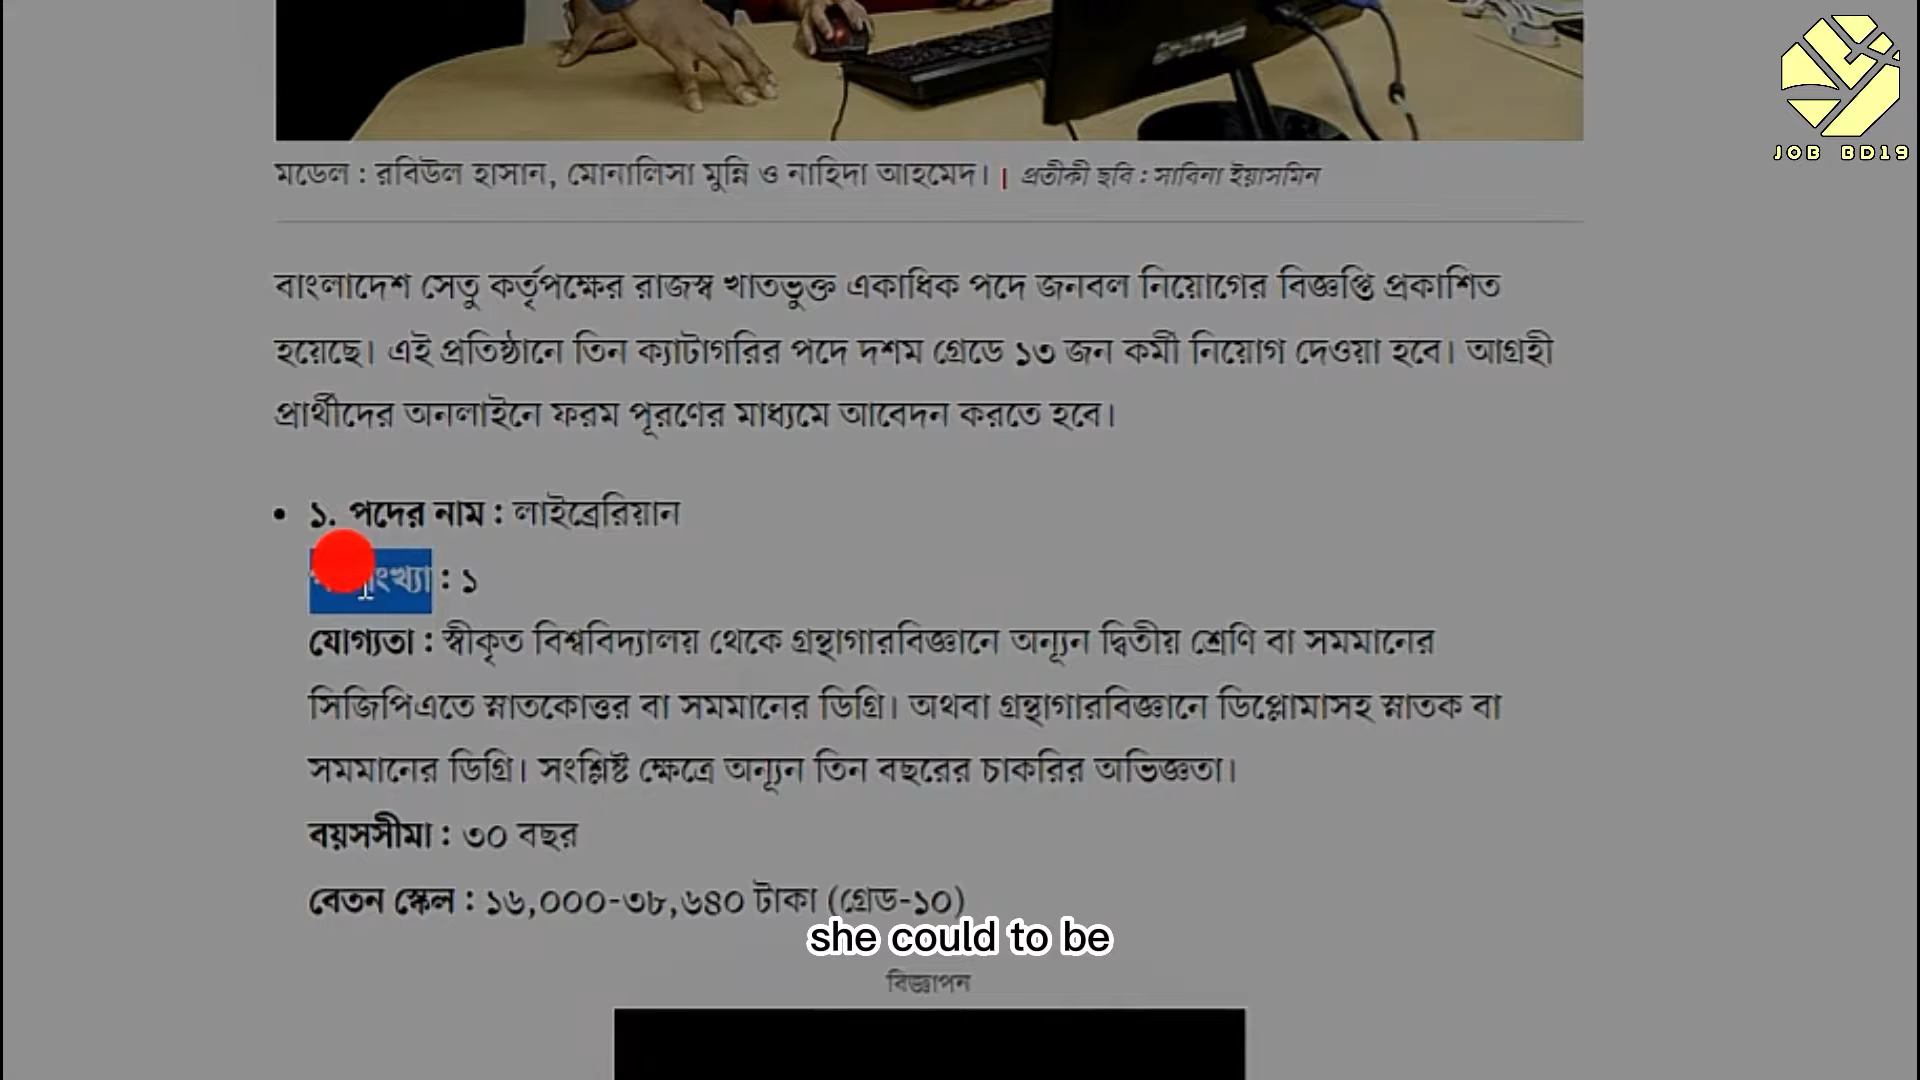 JOB BD19
মডেল : রবিউল হাসান, মোনালিসা মুন্নি ও নাহিদা আহমেদ। | প্রতীকী ছবি : সাবিনা ইয়াসমিন
বাংলাদেশ সেতু কর্তৃপক্ষের রাজস্ব খাতভুক্ত একাধিক পদে জনবল নিয়োগের বিজ্ঞপ্তি প্রকাশিত
হয়েছে। এই প্রতিষ্ঠানে তিন ক্যাটাগরির পদে দশম গ্রেডে ১৩ জন কর্মী নিয়োগ দেওয়া হবে। আগ্রহী
প্রার্থীদের অনলাইনে ফরম পূরণের মাধ্যমে আবেদন করতে হবে।
• ১. পদের নাম : লাইব্রেরিয়ান
: ১
যোগ্যতা : স্বীকৃত বিশ্ববিদ্যালয় থেকে গ্রন্থাগারবিজ্ঞানে অন্যূন দ্বিতীয় শ্রেণি বা সমমানের
সিজিপিএতে স্নাতকোত্তর বা সমমানের ডিগ্রি। অথবা গ্রন্থাগারবিজ্ঞানে ডিপ্লোমাসহ স্নাতক বা
সমমানের ডিগ্রি। সংশ্লিষ্ট ক্ষেত্রে অন্যূন তিন বছরের চাকরির অভিজ্ঞতা।
বয়সসীমা : ৩০ বছর
বেতন স্কেল : ১৬,০০০-৩৮,৬৪০ টাকা (গ্রেড-১০)
she could to be
বিজ্ঞাপন